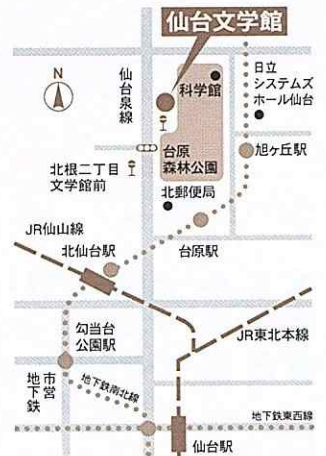 仙台文学館
N
仙台泉線
科学館
日立
システムズ
ホール仙台
台原
森林公園
旭ヶ丘駅
北根二丁目
文学館前
北郵便局
JR仙山線
北仙台駅
台原駅
勾当台
公園駅
JR東北本線
市営
地下鉄
地下鉄南北線
地下鉄東西線
仙台駅